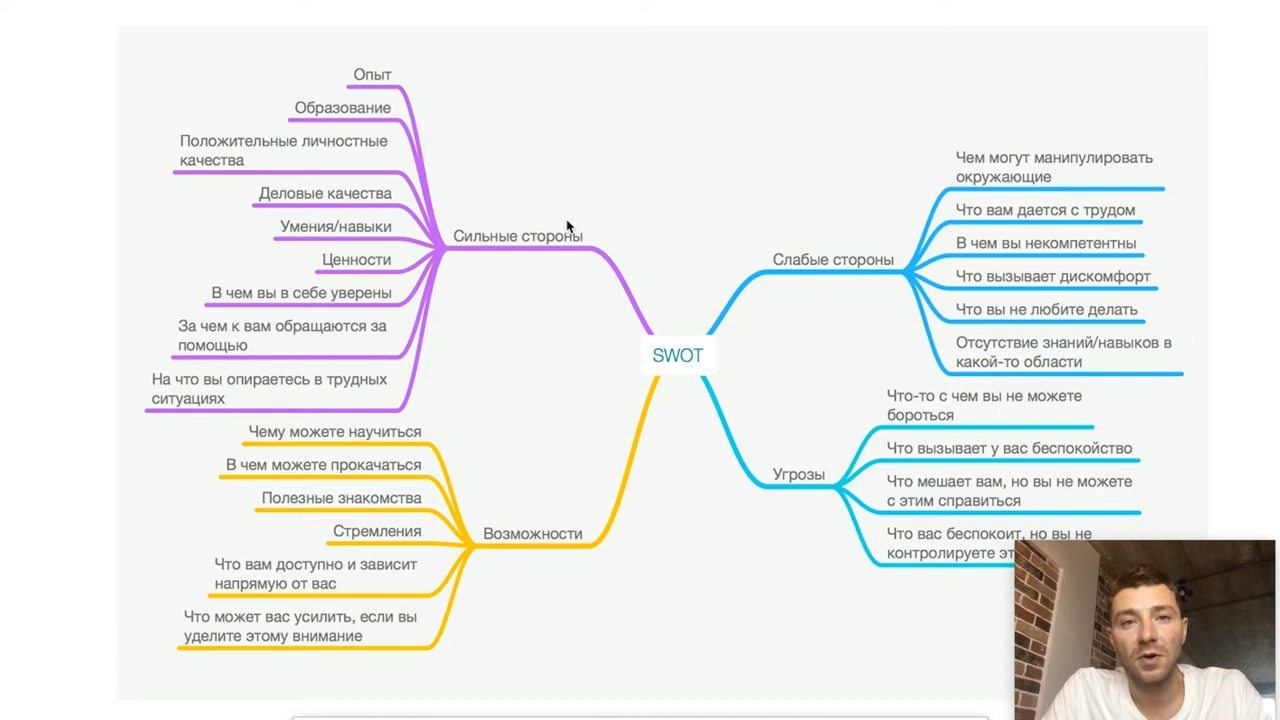 Опыт
Образование
Положительные личностные
качества
Деловые качества
Умения/навыки
Ценности
В чем вы в себе уверены
За чем к вам обращаются за
помощью
На что вы опираетесь в трудных
ситуациях
Сильные стороны
Чему можете научиться
В чем можете прокачаться
Полезные знакомства
Стремления
Что вам доступно и зависит
напрямую от вас
Что может вас усилить, если вы
уделите этому внимание
Возможности
SWOT
Слабые стороны
Чем могут манипулировать
окружающие
Что вам дается с трудом
В чем вы некомпетентны
Что вызывает дискомфорт
Что вы не любите делать
Отсутствие знаний/навыков в
какой-то области
Угрозы
Что-то с чем вы не можете
бороться
Что вызывает у вас беспокойство
Что мешает вам, но вы не можете
с этим справиться
Что вас беспокоит, но вы не
контролируете